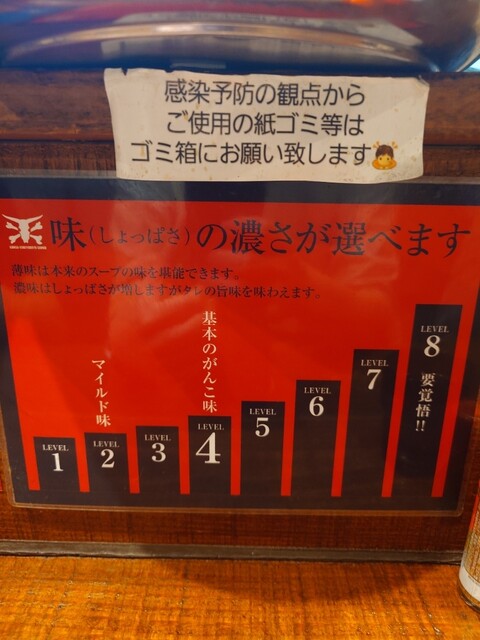 感染予防の観点から
ご使用の紙ゴミ等は
ゴミ箱にお願い致します
味(しょっぱさ)の濃さが選べます
薄味は本来のスープの味を堪能できます。
濃味はしょっぱさが増しますがタレの旨味を味わえます。
LEVEL
1
マイルド味
LEVEL
2
LEVEL
3
基本のがんこ味
LEVEL
4
LEVEL
5
LEVEL
6
LEVEL
7
LEVEL
8
要覚悟!!